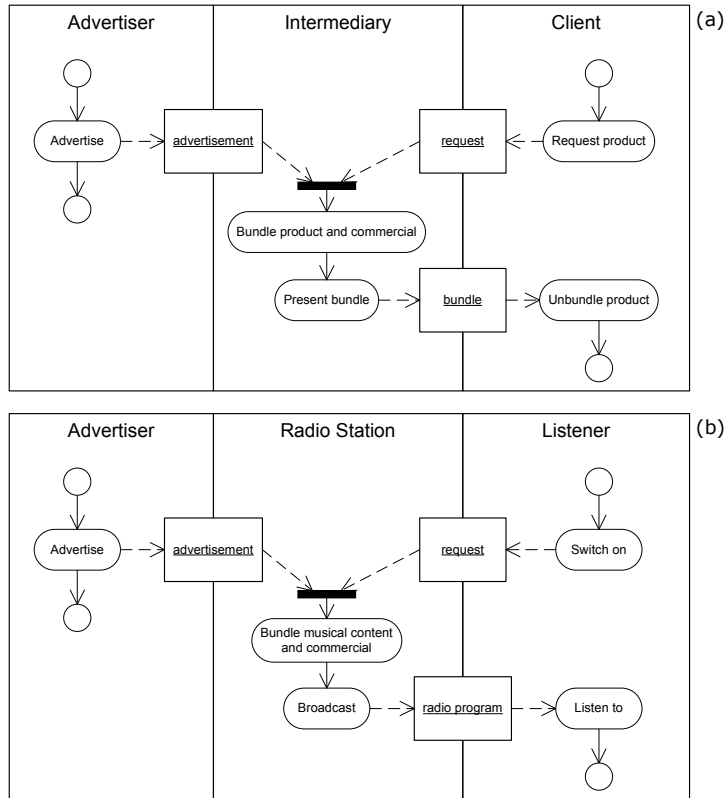 Advertiser
Intermediary
Client
(a)
Advertise
advertisement
request
Request product
Bundle product and commercial
Present bundle
bundle
Unbundle product
Advertiser
Radio Station
Listener
(b)
Advertise
advertisement
request
Switch on
Bundle musical content
and commercial
Broadcast
radio program
Listen to